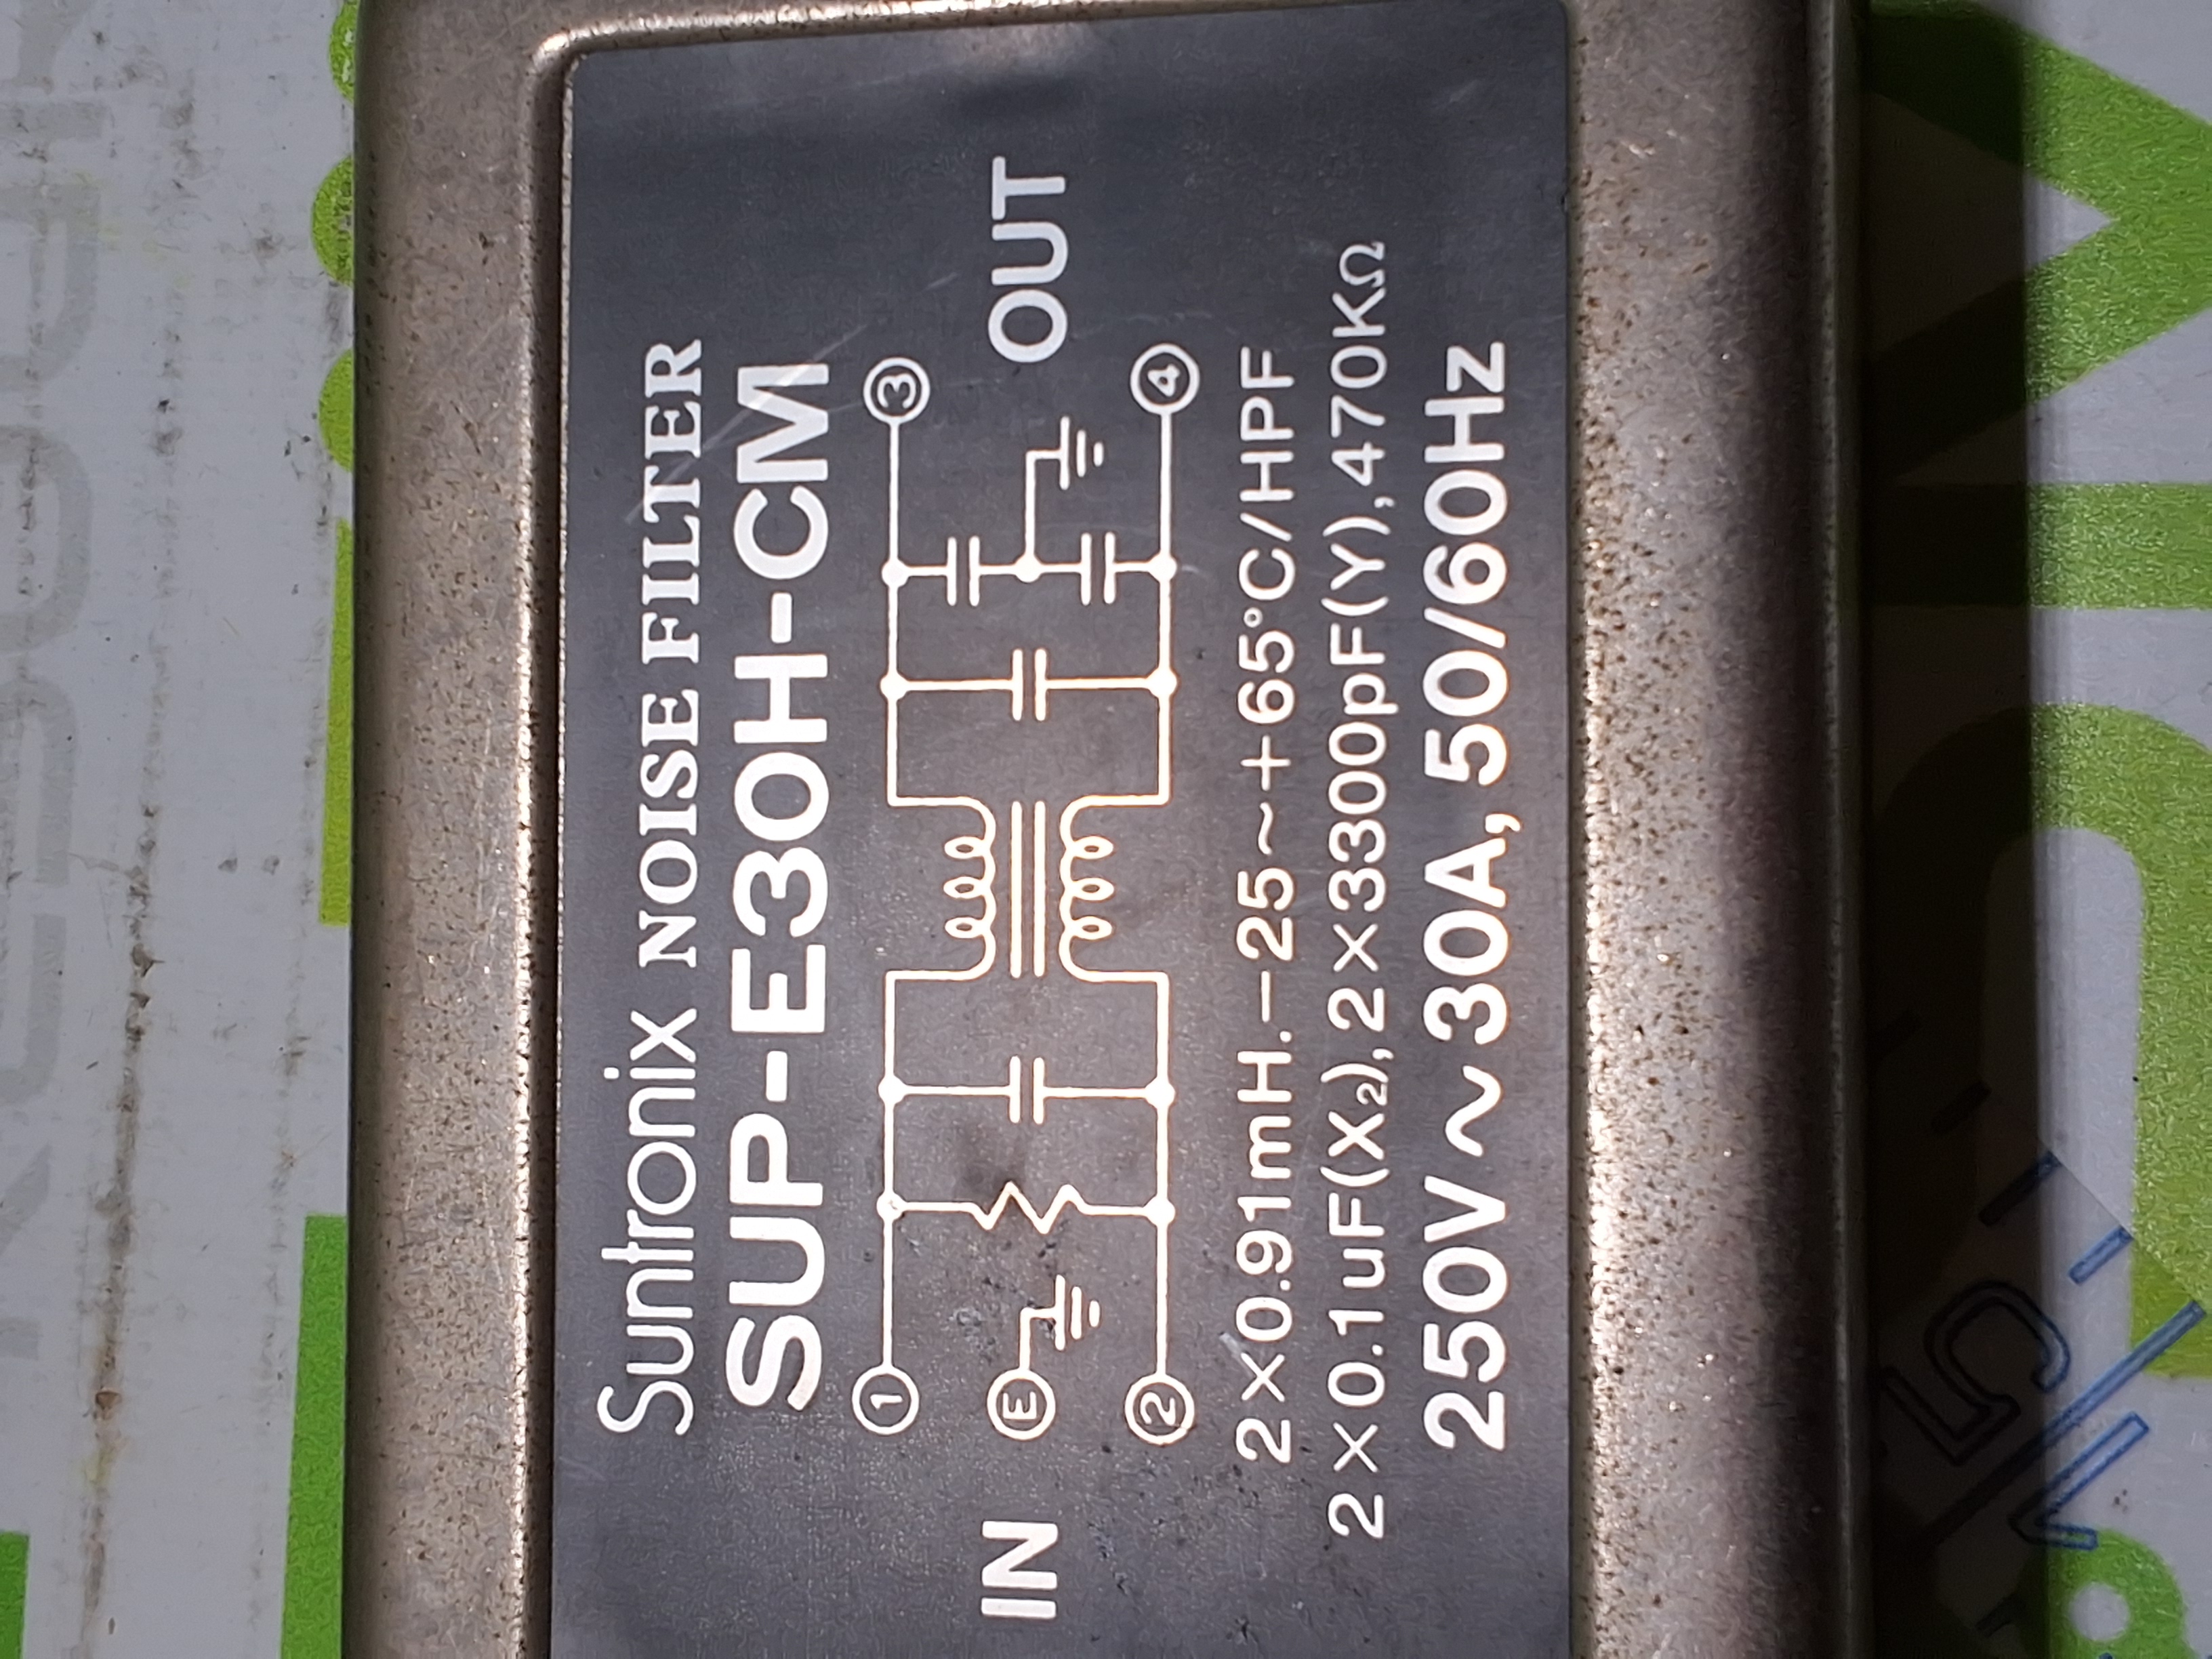 Suntronix NOISE FILTER
SUP-E30H-CM
1
3
IN
E
OUT
2
4
2×0.91mH.-25~+65°C/HPF
2×0.1uF(X2),2×3300pF(Y),470KΩ
250V~30A, 50/60Hz